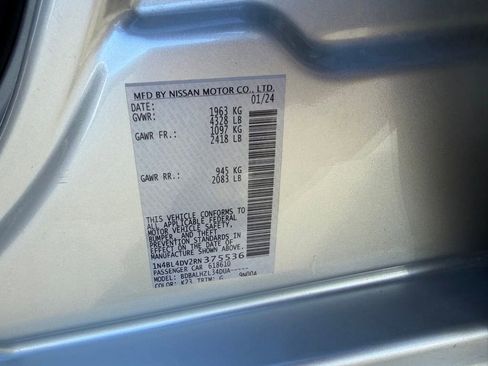 MFD BY NISSAN MOTOR CO., LTD.
DATE: 01/24
GVWR: 1963 KG
4328 LB
GAWR FR.: 1097 KG
2418 LB
GAWR RR.: 945 KG
2083 LB
THIS VEHICLE CONFORMS TO
ALL APPLICABLE FEDERAL
MOTOR VEHICLE SAFETY,
BUMPER, AND THEFT
PREVENTION STANDARDS IN
EFFECT ON THE DATE OF
MANUFACTURE SHOWN ABOVE.
1N4BL4DV2RN375536
PASSENGER CAR 618610
MODEL: BDBALHZL34DUA
COLOR: K23 TRIM: G